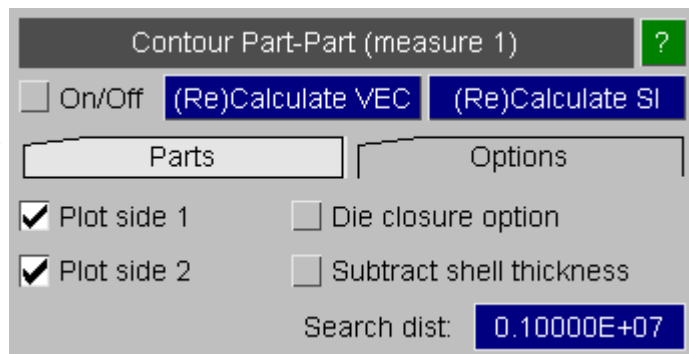 Contour Part-Part (measure 1) ?
On/Off (Re)Calculate VEC (Re)Calculate SI
Parts Options
Plot side 1 Die closure option
Plot side 2 Subtract shell thickness
Search dist: 0.10000E+07